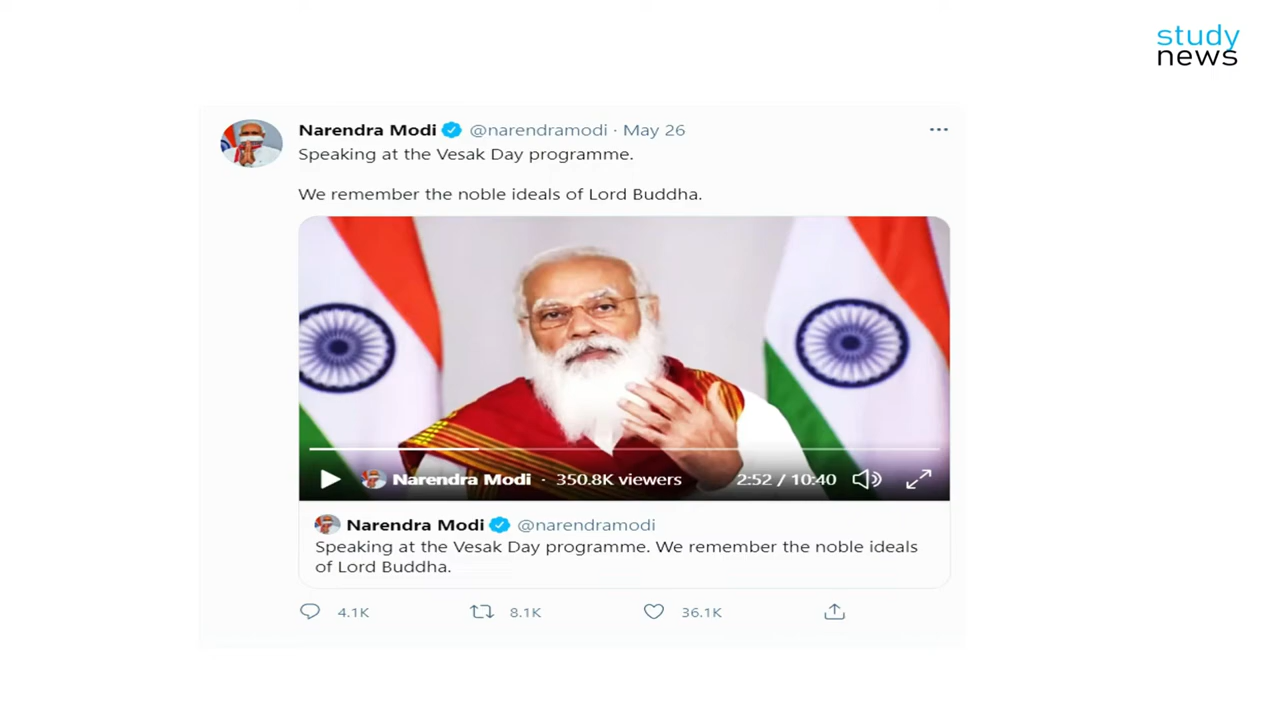 study
news
Narendra Modi @narendramodi · May 26
Speaking at the Vesak Day programme.
We remember the noble ideals of Lord Buddha.
Narendra Modi · 350.8K viewers 2:52 / 10:40
Narendra Modi @narendramodi
Speaking at the Vesak Day programme. We remember the noble ideals
of Lord Buddha.
4.1K 8.1K 36.1K